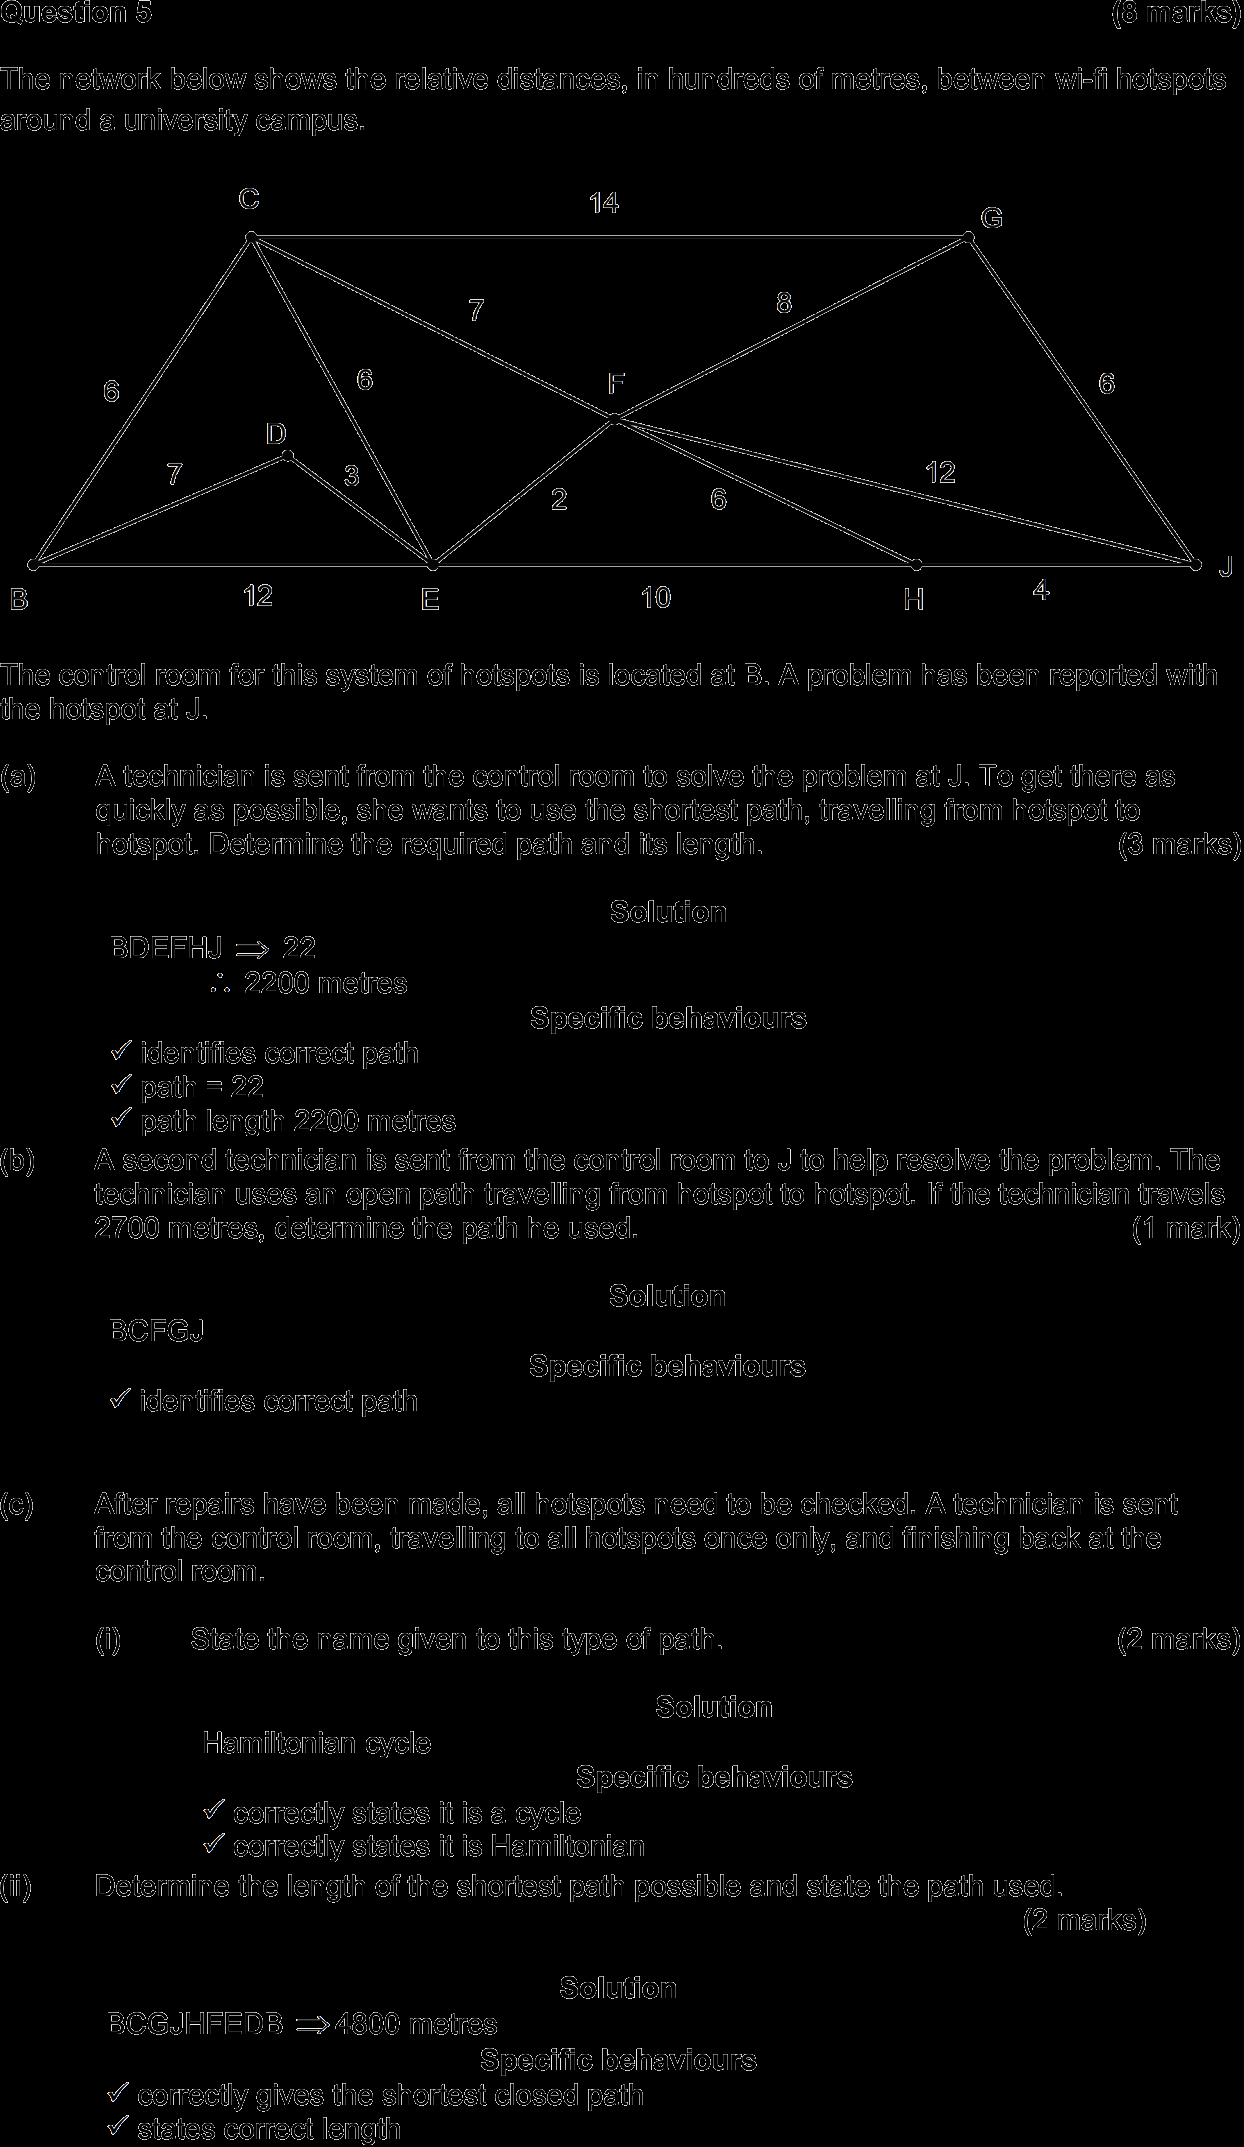 Question 5 (8 marks)
The network below shows the relative distances, in hundreds of metres, between wi-fi hotspots
around a university campus.
C
14
G
7
8
6
6
F
6
D
7
3
12
2
6
B
12
E
10
H
4
J
The control room for this system of hotspots is located at B. A problem has been reported with
the hotspot at J.
(a) A technician is sent from the control room to solve the problem at J. To get there as
quickly as possible, she wants to use the shortest path, travelling from hotspot to
hotspot. Determine the required path and its length. (3 marks)
Solution
BDEFHJ ⇒ 22
∴ 2200 metres
Specific behaviours
✓ identifies correct path
✓ path = 22
✓ path length 2200 metres
(b) A second technician is sent from the control room to J to help resolve the problem. The
technician uses an open path travelling from hotspot to hotspot. If the technician travels
2700 metres, determine the path he used. (1 mark)
Solution
BCFGJ
Specific behaviours
✓ identifies correct path
(c) After repairs have been made, all hotspots need to be checked. A technician is sent
from the control room, travelling to all hotspots once only, and finishing back at the
control room.
(i) State the name given to this type of path. (2 marks)
Solution
Hamiltonian cycle
Specific behaviours
✓ correctly states it is a cycle
✓ correctly states it is Hamiltonian
(ii) Determine the length of the shortest path possible and state the path used.
(2 marks)
Solution
BCGJHFEDB ⇒ 4800 metres
Specific behaviours
✓ correctly gives the shortest closed path
✓ states correct length